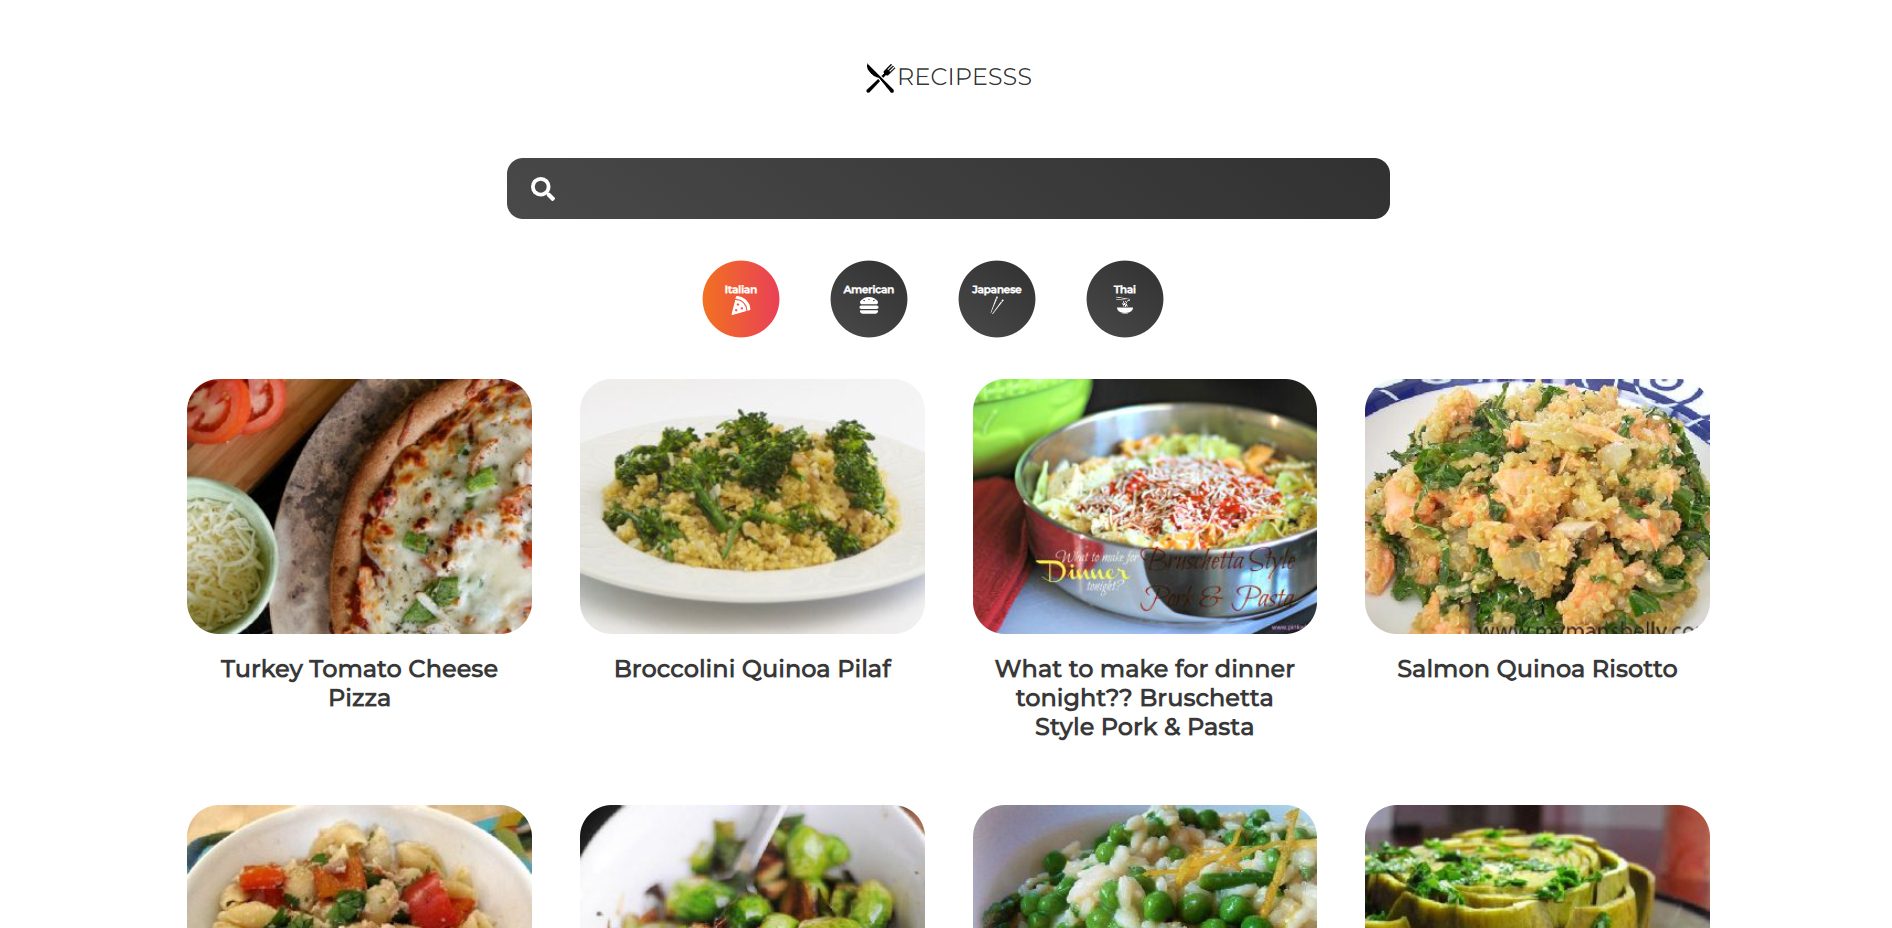 RECIPESSS
Italian
American
Japanese
Thai
What to make for
Dinner
tonight?
Bruschetta Style
Pork & Pasta
www.mymansbelly.co
Turkey Tomato Cheese
Pizza
Broccolini Quinoa Pilaf
What to make for dinner
tonight?? Bruschetta
Style Pork & Pasta
Salmon Quinoa Risotto